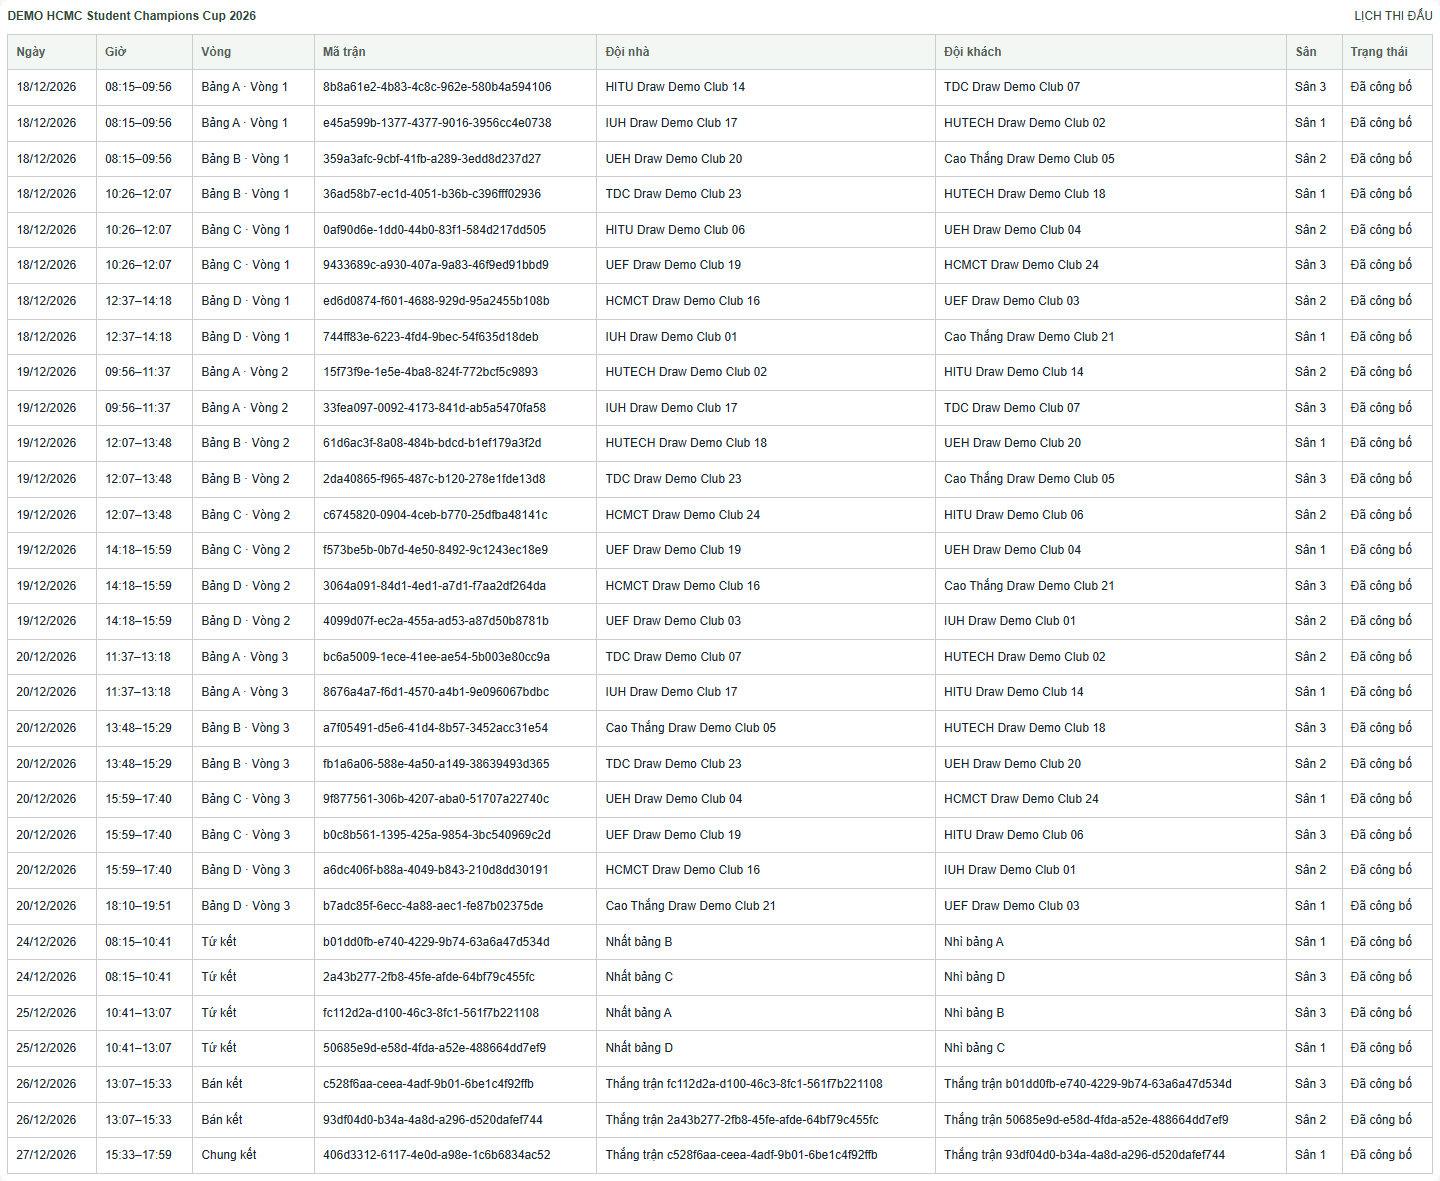 DEMO HCMC Student Champions Cup 2026 LỊCH THI ĐẤU
Ngày Giờ Vòng Mã trận Đội nhà Đội khách Sân Trạng thái
18/12/2026 08:15–09:56 Bảng A · Vòng 1 8b8a61e2-4b83-4c8c-962e-580b4a594106 HITU Draw Demo Club 14 TDC Draw Demo Club 07 Sân 3 Đã công bố
18/12/2026 08:15–09:56 Bảng A · Vòng 1 e45a599b-1377-4377-9016-3956cc4e0738 IUH Draw Demo Club 17 HUTECH Draw Demo Club 02 Sân 1 Đã công bố
18/12/2026 08:15–09:56 Bảng B · Vòng 1 359a3afc-9cbf-41fb-a289-3edd8d237d27 UEH Draw Demo Club 20 Cao Thắng Draw Demo Club 05 Sân 2 Đã công bố
18/12/2026 10:26–12:07 Bảng B · Vòng 1 36ad58b7-ec1d-4051-b36b-c396fff02936 TDC Draw Demo Club 23 HUTECH Draw Demo Club 18 Sân 1 Đã công bố
18/12/2026 10:26–12:07 Bảng C · Vòng 1 0af90d6e-1dd0-44b0-83f1-584d217dd505 HITU Draw Demo Club 06 UEH Draw Demo Club 04 Sân 2 Đã công bố
18/12/2026 10:26–12:07 Bảng C · Vòng 1 9433689c-a930-407a-9a83-46f9ed91bbd9 UEF Draw Demo Club 19 HCMCT Draw Demo Club 24 Sân 3 Đã công bố
18/12/2026 12:37–14:18 Bảng D · Vòng 1 ed6d0874-f601-4688-929d-95a2455b108b HCMCT Draw Demo Club 16 UEF Draw Demo Club 03 Sân 2 Đã công bố
18/12/2026 12:37–14:18 Bảng D · Vòng 1 744ff83e-6223-4fd4-9bec-54f635d18deb IUH Draw Demo Club 01 Cao Thắng Draw Demo Club 21 Sân 1 Đã công bố
19/12/2026 09:56–11:37 Bảng A · Vòng 2 15f73f9e-1e5e-4ba8-824f-772bcf5c9893 HUTECH Draw Demo Club 02 HITU Draw Demo Club 14 Sân 2 Đã công bố
19/12/2026 09:56–11:37 Bảng A · Vòng 2 33fea097-0092-4173-841d-ab5a5470fa58 IUH Draw Demo Club 17 TDC Draw Demo Club 07 Sân 3 Đã công bố
19/12/2026 12:07–13:48 Bảng B · Vòng 2 61d6ac3f-8a08-484b-bdcd-b1ef179a3f2d HUTECH Draw Demo Club 18 UEH Draw Demo Club 20 Sân 1 Đã công bố
19/12/2026 12:07–13:48 Bảng B · Vòng 2 2da40865-f965-487c-b120-278e1fde13d8 TDC Draw Demo Club 23 Cao Thắng Draw Demo Club 05 Sân 3 Đã công bố
19/12/2026 12:07–13:48 Bảng C · Vòng 2 c6745820-0904-4ceb-b770-25dfba48141c HCMCT Draw Demo Club 24 HITU Draw Demo Club 06 Sân 2 Đã công bố
19/12/2026 14:18–15:59 Bảng C · Vòng 2 f573be5b-0b7d-4e50-8492-9c1243ec18e9 UEF Draw Demo Club 19 UEH Draw Demo Club 04 Sân 1 Đã công bố
19/12/2026 14:18–15:59 Bảng D · Vòng 2 3064a091-84d1-4ed1-a7d1-f7aa2df264da HCMCT Draw Demo Club 16 Cao Thắng Draw Demo Club 21 Sân 3 Đã công bố
19/12/2026 14:18–15:59 Bảng D · Vòng 2 4099d07f-ec2a-455a-ad53-a87d50b8781b UEF Draw Demo Club 03 IUH Draw Demo Club 01 Sân 2 Đã công bố
20/12/2026 11:37–13:18 Bảng A · Vòng 3 bc6a5009-1ece-41ee-ae54-5b003e80cc9a TDC Draw Demo Club 07 HUTECH Draw Demo Club 02 Sân 2 Đã công bố
20/12/2026 11:37–13:18 Bảng A · Vòng 3 8676a4a7-f6d1-4570-a4b1-9e096067bdbc IUH Draw Demo Club 17 HITU Draw Demo Club 14 Sân 1 Đã công bố
20/12/2026 13:48–15:29 Bảng B · Vòng 3 a7f05491-d5e6-41d4-8b57-3452acc31e54 Cao Thắng Draw Demo Club 05 HUTECH Draw Demo Club 18 Sân 3 Đã công bố
20/12/2026 13:48–15:29 Bảng B · Vòng 3 fb1a6a06-588e-4a50-a149-38639493d365 TDC Draw Demo Club 23 UEH Draw Demo Club 20 Sân 2 Đã công bố
20/12/2026 15:59–17:40 Bảng C · Vòng 3 9f877561-306b-4207-aba0-51707a22740c UEH Draw Demo Club 04 HCMCT Draw Demo Club 24 Sân 1 Đã công bố
20/12/2026 15:59–17:40 Bảng C · Vòng 3 b0c8b561-1395-425a-9854-3bc540969c2d UEF Draw Demo Club 19 HITU Draw Demo Club 06 Sân 3 Đã công bố
20/12/2026 15:59–17:40 Bảng D · Vòng 3 a6dc406f-b88a-4049-b843-210d8dd30191 HCMCT Draw Demo Club 16 IUH Draw Demo Club 01 Sân 2 Đã công bố
20/12/2026 18:10–19:51 Bảng D · Vòng 3 b7adc85f-6ecc-4a88-aec1-fe87b02375de Cao Thắng Draw Demo Club 21 UEF Draw Demo Club 03 Sân 1 Đã công bố
24/12/2026 08:15–10:41 Tứ kết b01dd0fb-e740-4229-9b74-63a6a47d534d Nhất bảng B Nhì bảng A Sân 1 Đã công bố
24/12/2026 08:15–10:41 Tứ kết 2a43b277-2fb8-45fe-afde-64bf79c455fc Nhất bảng C Nhì bảng D Sân 3 Đã công bố
25/12/2026 10:41–13:07 Tứ kết fc112d2a-d100-46c3-8fc1-561f7b221108 Nhất bảng A Nhì bảng B Sân 3 Đã công bố
25/12/2026 10:41–13:07 Tứ kết 50685e9d-e58d-4fda-a52e-488664dd7ef9 Nhất bảng D Nhì bảng C Sân 1 Đã công bố
26/12/2026 13:07–15:33 Bán kết c528f6aa-ceea-4adf-9b01-6be1c4f92ffb Thắng trận fc112d2a-d100-46c3-8fc1-561f7b221108 Thắng trận b01dd0fb-e740-4229-9b74-63a6a47d534d Sân 3 Đã công bố
26/12/2026 13:07–15:33 Bán kết 93df04d0-b34a-4a8d-a296-d520dafef744 Thắng trận 2a43b277-2fb8-45fe-afde-64bf79c455fc Thắng trận 50685e9d-e58d-4fda-a52e-488664dd7ef9 Sân 2 Đã công bố
27/12/2026 15:33–17:59 Chung kết 406d3312-6117-4e0d-a98e-1c6b6834ac52 Thắng trận c528f6aa-ceea-4adf-9b01-6be1c4f92ffb Thắng trận 93df04d0-b34a-4a8d-a296-d520dafef744 Sân 1 Đã công bố